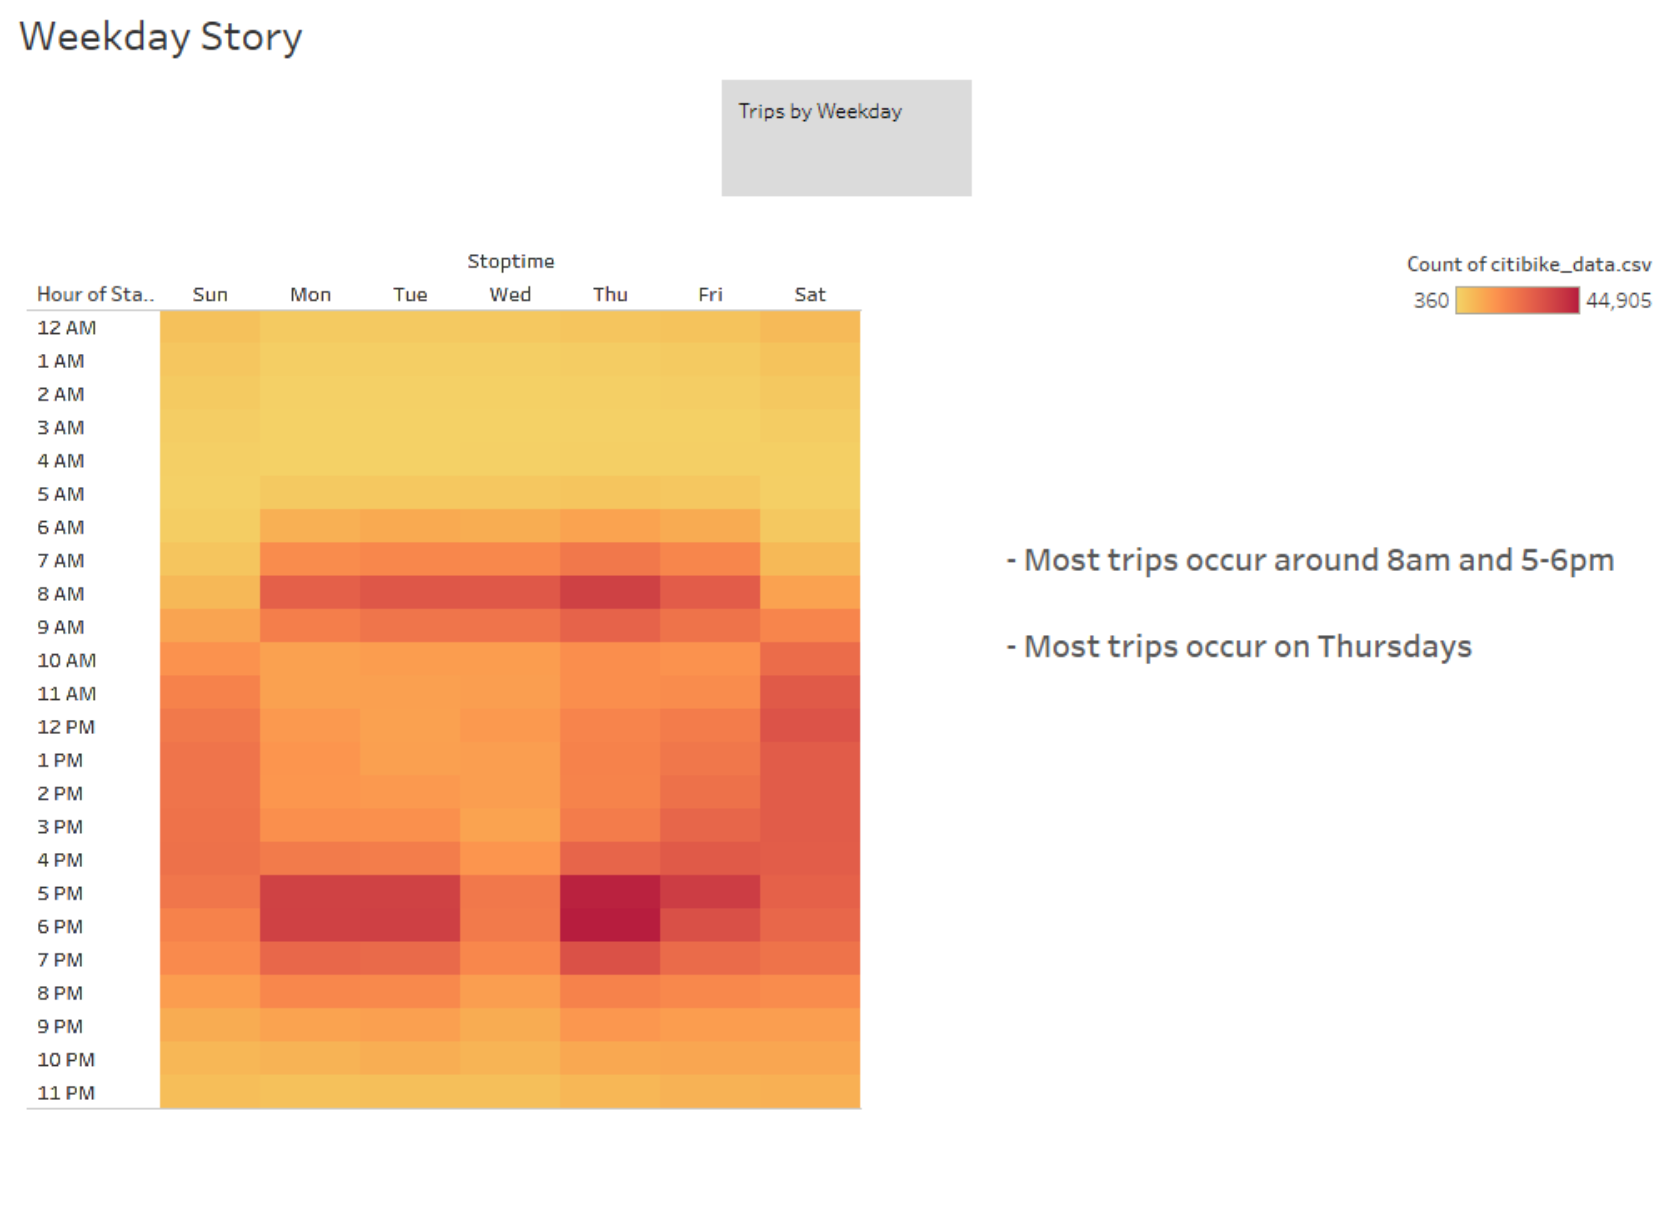 Weekday Story
Trips by Weekday
Stoptime
Hour of Sta.. Sun Mon Tue Wed Thu Fri Sat
Count of citibike_data.csv
360 44,905
12 AM
1 AM
2 AM
3 AM
4 AM
5 AM
6 AM
7 AM
8 AM
9 AM
10 AM
11 AM
12 PM
1 PM
2 PM
3 PM
4 PM
5 PM
6 PM
7 PM
8 PM
9 PM
10 PM
11 PM
- Most trips occur around 8am and 5-6pm
- Most trips occur on Thursdays